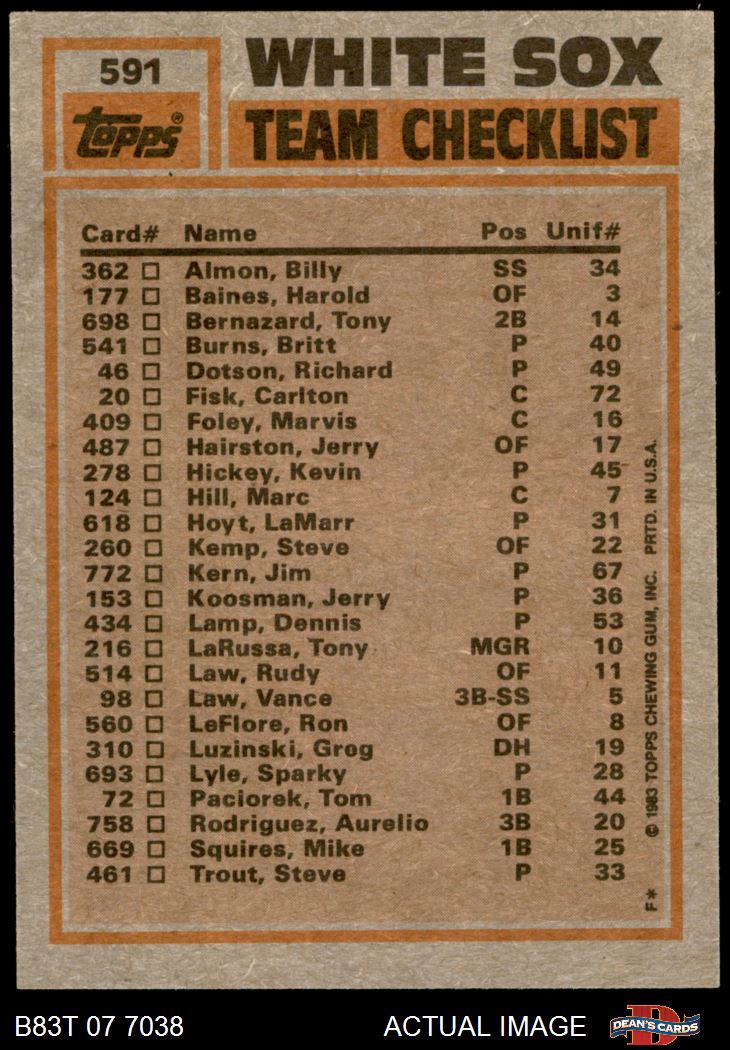 591
Topps®
WHITE SOX
TEAM CHECKLIST
Card# Name Pos Unif#
362 □ Almon, Billy SS 34
177 □ Baines, Harold OF 3
698 □ Bernazard, Tony 2B 14
541 □ Burns, Britt P 40
46 □ Dotson, Richard P 49
20 □ Fisk, Carlton C 72
409 □ Foley, Marvis C 16
487 □ Hairston, Jerry OF 17
278 □ Hickey, Kevin P 45
124 □ Hill, Marc C 7
618 □ Hoyt, LaMarr P 31
260 □ Kemp, Steve OF 22
772 □ Kern, Jim P 67
153 □ Koosman, Jerry P 36
434 □ Lamp, Dennis P 53
216 □ LaRussa, Tony MGR 10
514 □ Law, Rudy OF 11
98 □ Law, Vance 3B-SS 5
560 □ LeFlore, Ron OF 8
310 □ Luzinski, Greg DH 19
693 □ Lyle, Sparky P 28
72 □ Paciorek, Tom 1B 44
758 □ Rodriguez, Aurelio 3B 20
669 □ Squires, Mike 1B 25
461 □ Trout, Steve P 33
F* © 1983 TOPPS CHEWING GUM, INC. PRTD. IN U.S.A.
B83T 07 7038 ACTUAL IMAGE
D
DEAN'S CARDS